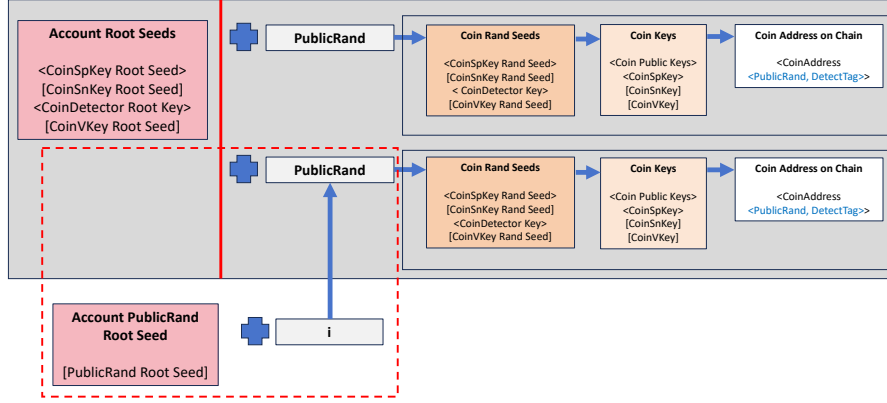 Account Root Seeds
<CoinSpKey Root Seed>
[CoinSnKey Root Seed]
<CoinDetector Root Key>
[CoinVKey Root Seed]
PublicRand
Coin Rand Seeds
<CoinSpKey Rand Seed>
[CoinSnKey Rand Seed]
< CoinDetector Key>
[CoinVKey Rand Seed]
Coin Keys
<Coin Public Keys>
<CoinSpKey>
[CoinSnKey]
[CoinVKey]
Coin Address on Chain
<CoinAddress
<PublicRand, DetectTag>>
PublicRand
Coin Rand Seeds
<CoinSpKey Rand Seed>
[CoinSnKey Rand Seed]
<CoinDetector Key>
[CoinVKey Rand Seed]
Coin Keys
<Coin Public Keys>
<CoinSpKey>
[CoinSnKey]
[CoinVKey]
Coin Address on Chain
<CoinAddress
<PublicRand, DetectTag>>
Account PublicRand
Root Seed
[PublicRand Root Seed]
i